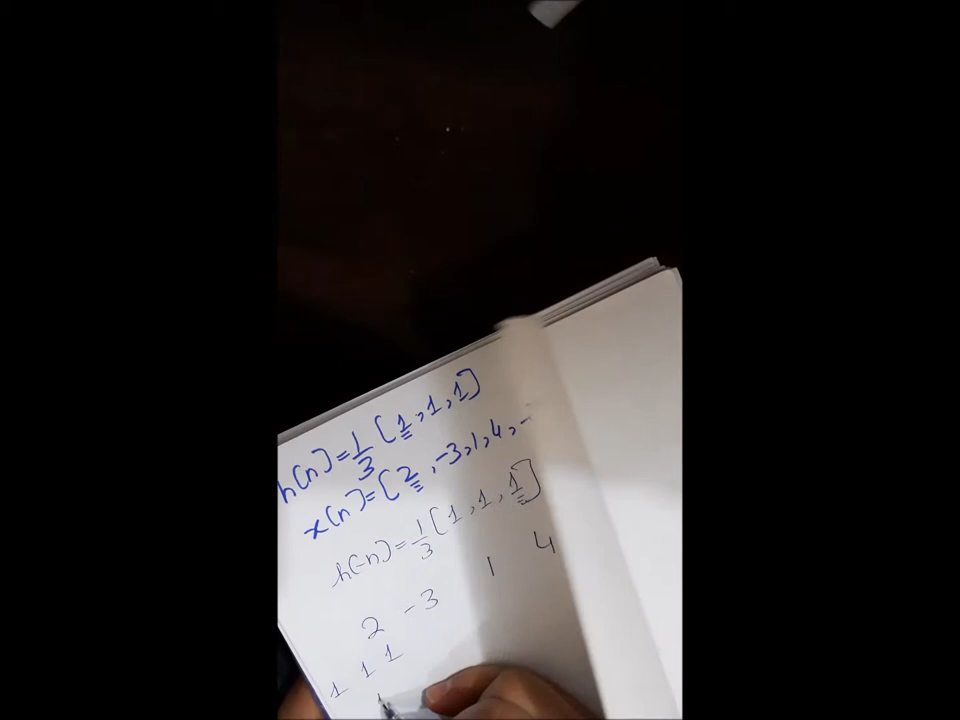 h(n)=1/3 [1,1,1]
x(n)=[2,-3,1,4,-
h(-n)=1/3 [1,1,1]
2 -3 1 4
1 1 1